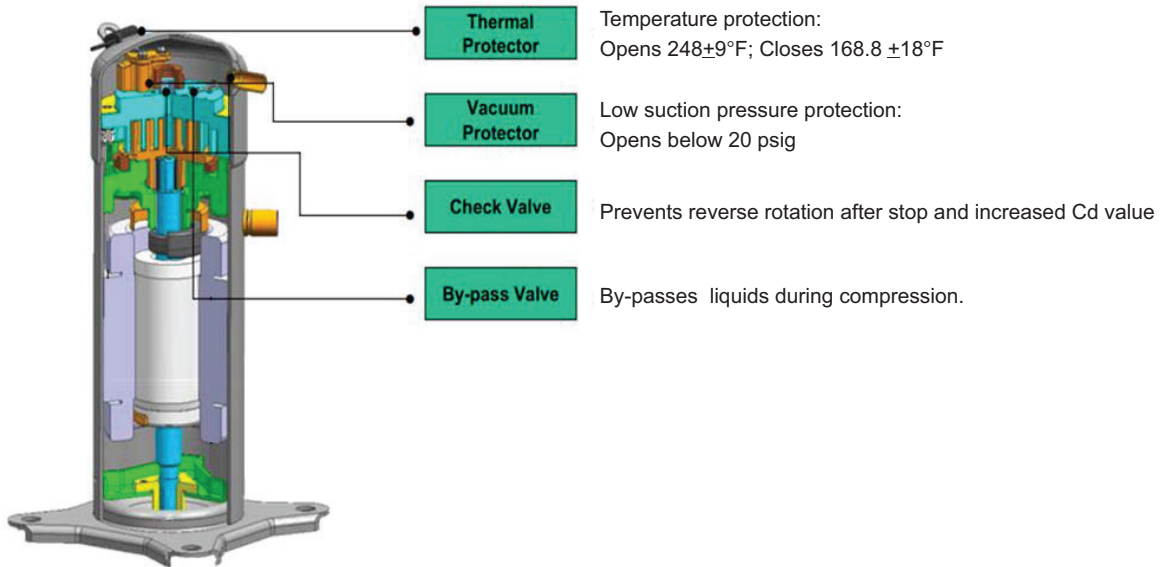 Thermal
Protector
Temperature protection:
Opens 248±9°F; Closes 168.8 ±18°F
Vacuum
Protector
Low suction pressure protection:
Opens below 20 psig
Check Valve
Prevents reverse rotation after stop and increased Cd value
By-pass Valve
By-passes liquids during compression.